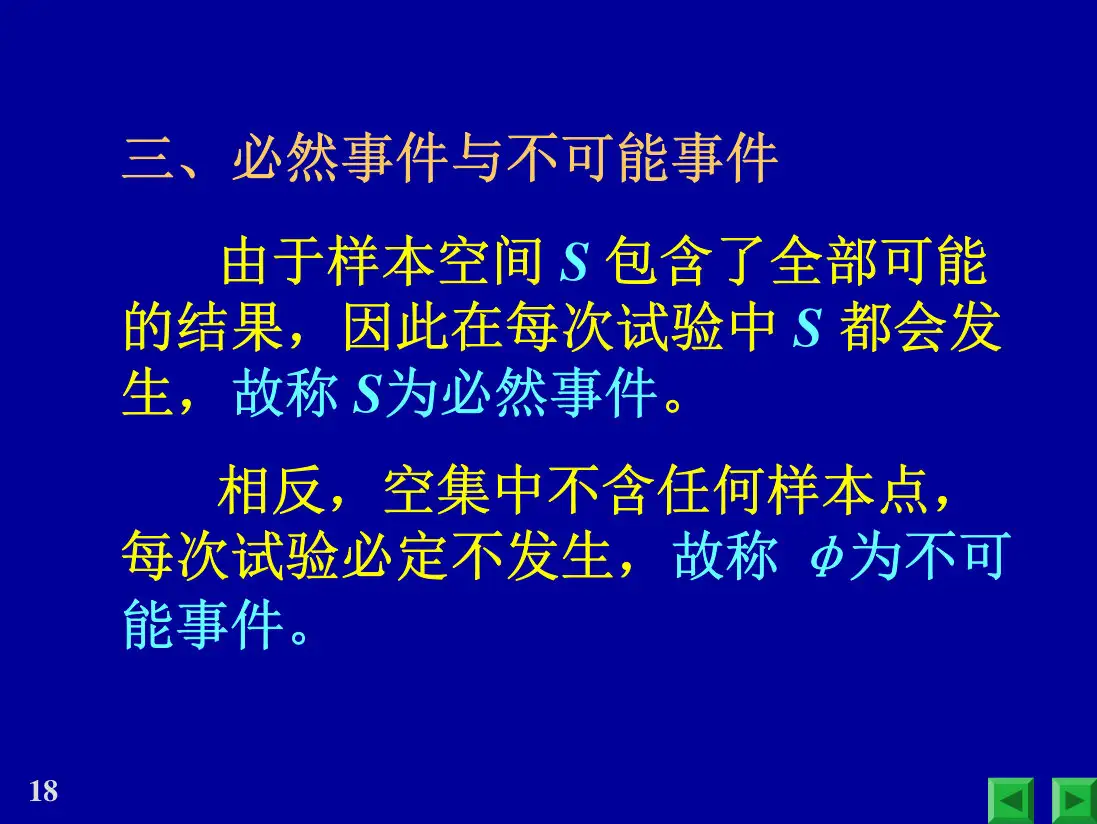 三、必然事件与不可能事件
由于样本空间 S 包含了全部可能
的结果，因此在每次试验中 S 都会发
生，故称 S为必然事件。
相反，空集中不含任何样本点，
每次试验必定不发生，故称 φ为不可
能事件。
18